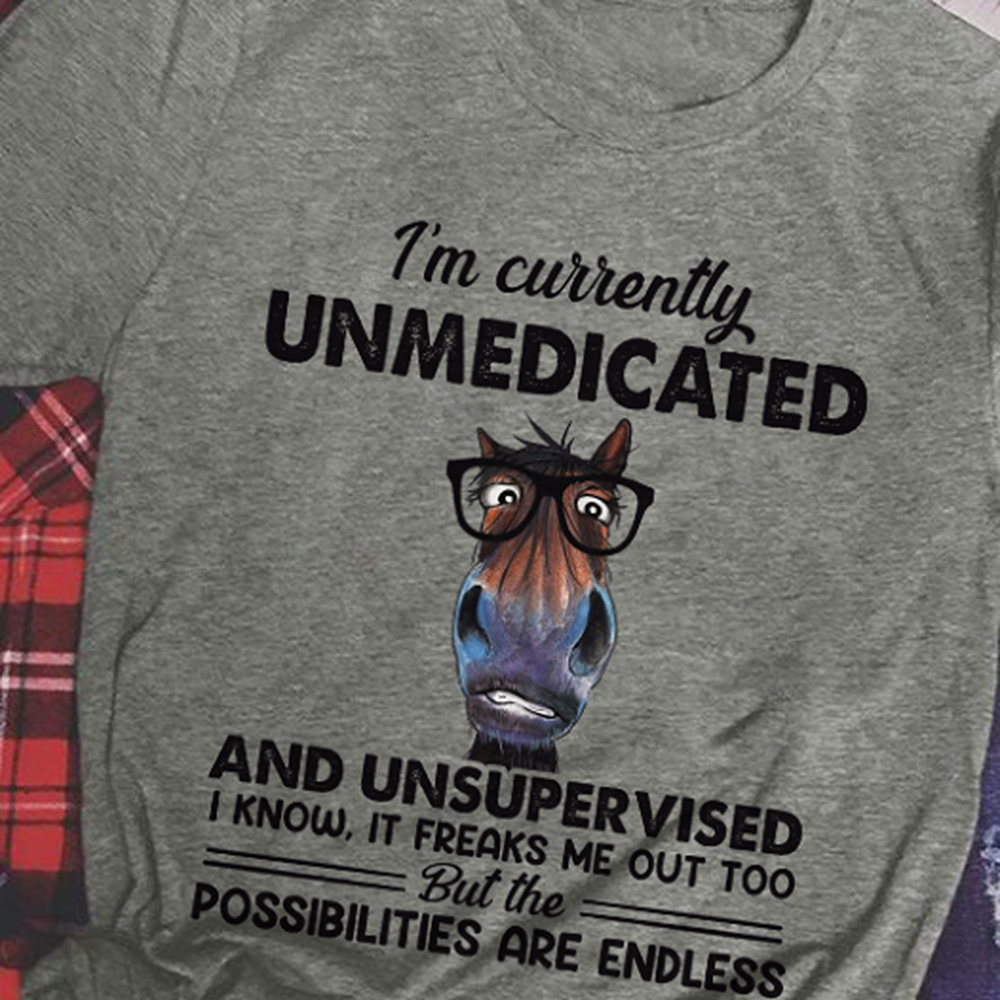 I'm currently
UNMEDICATED
AND UNSUPERVISED
I KNOW, IT FREAKS ME OUT TOO
But the
POSSIBILITIES ARE ENDLESS